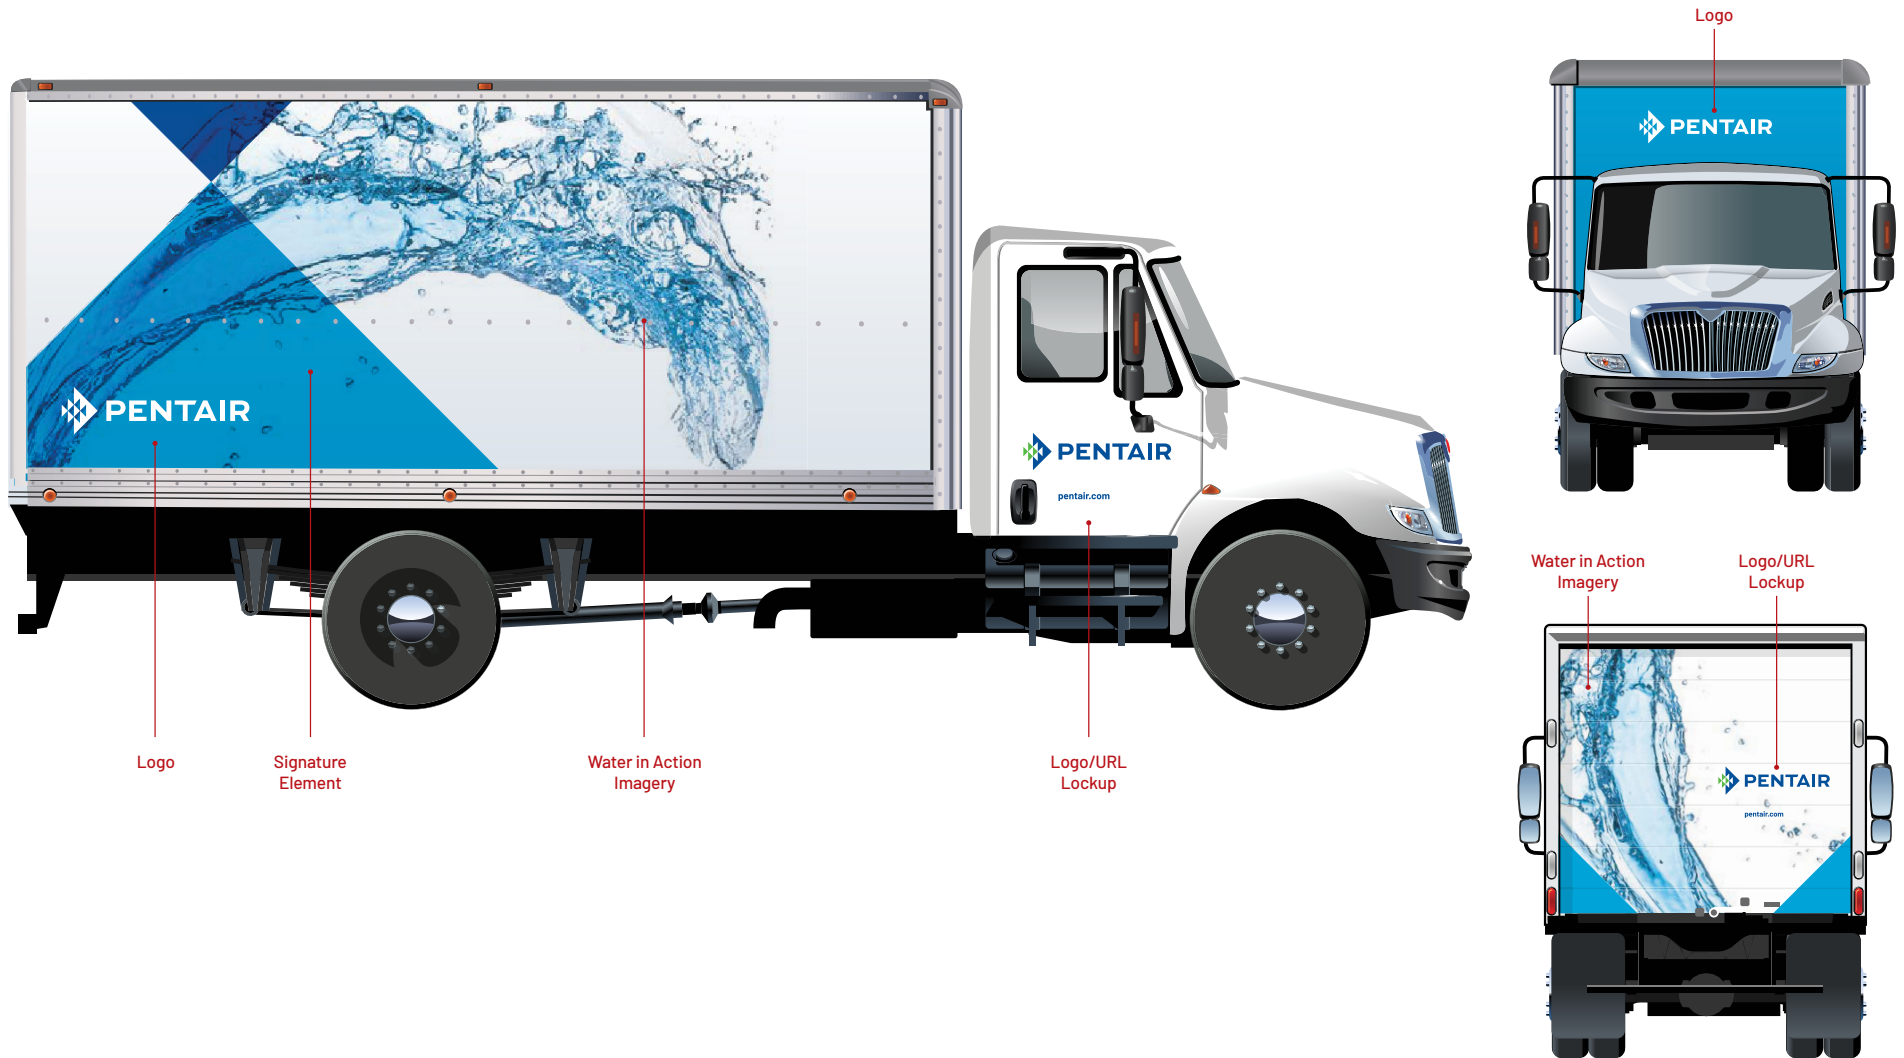 Logo
PENTAIR
PENTAIR
PENTAIR
pentair.com
Logo
Signature
Element
Water in Action
Imagery
Logo/URL
Lockup
Water in Action
Imagery
Logo/URL
Lockup
PENTAIR
pentair.com